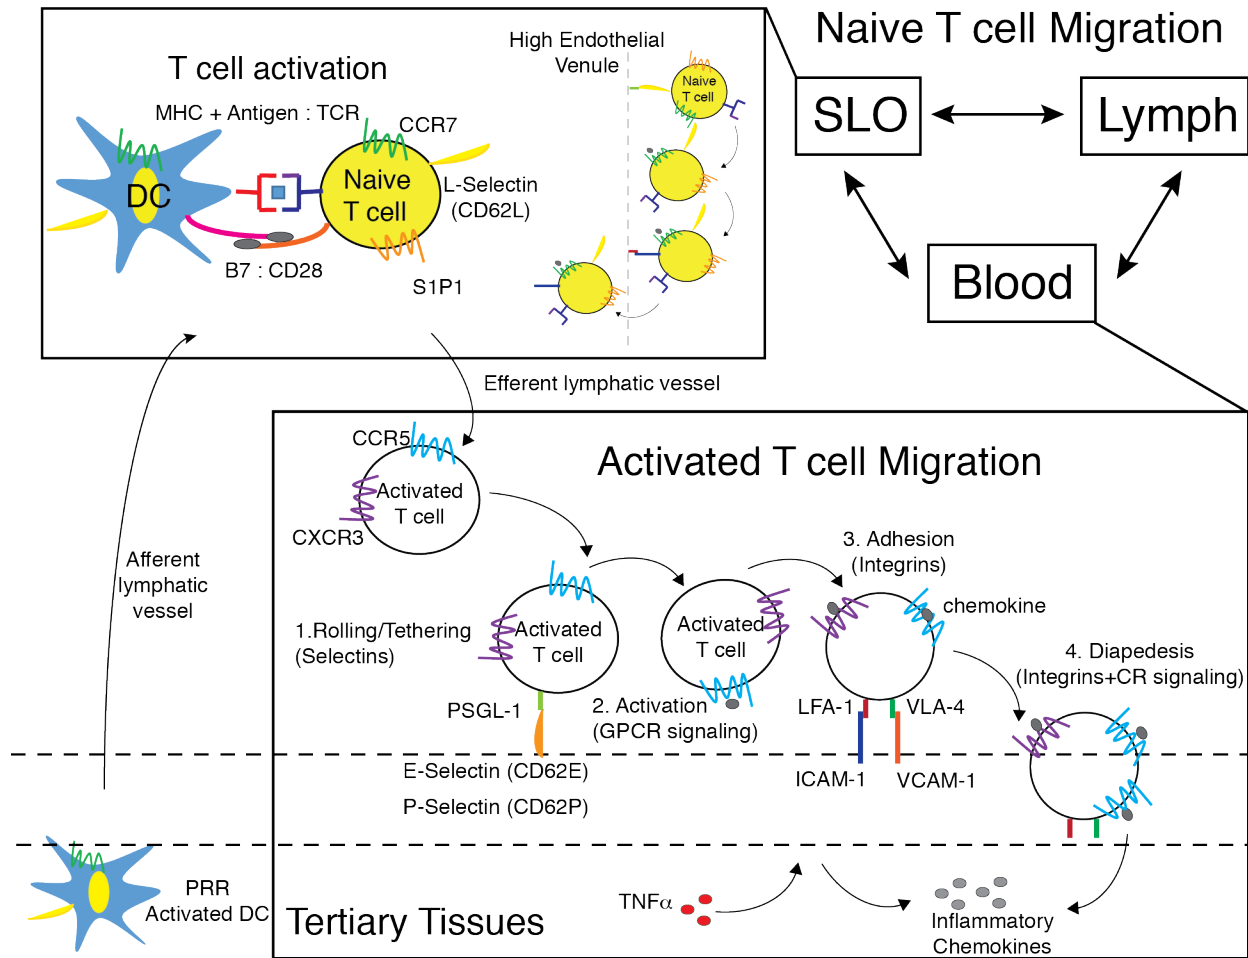 Naive T cell Migration
SLO
Lymph
Blood
T cell activation
MHC + Antigen : TCR
CCR7
DC
Naive
T cell
L-Selectin
(CD62L)
B7 : CD28
S1P1
High Endothelial
Venule
Naive
T cell
Efferent lymphatic vessel
Afferent
lymphatic
vessel
PRR
Activated DC
Activated T cell Migration
CCR5
Activated
T cell
CXCR3
1.Rolling/Tethering
(Selectins)
Activated
T cell
PSGL-1
E-Selectin (CD62E)
P-Selectin (CD62P)
Activated
T cell
2. Activation
(GPCR signaling)
3. Adhesion
(Integrins)
chemokine
LFA-1
VLA-4
ICAM-1
VCAM-1
4. Diapedesis
(Integrins+CR signaling)
TNFα
Inflammatory
Chemokines
Tertiary Tissues